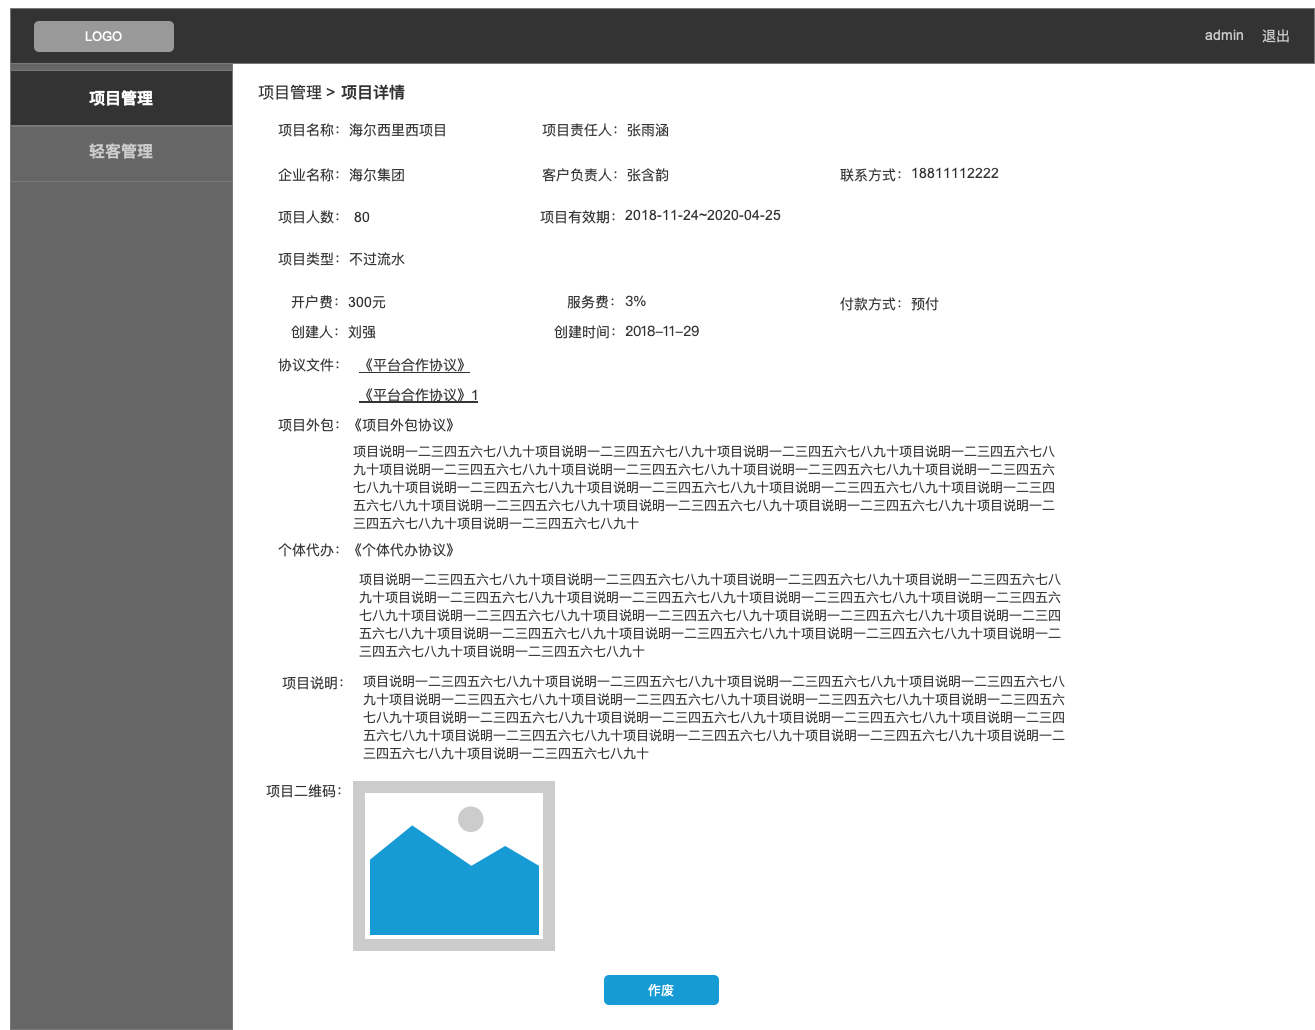 LOGO
admin 退出
项目管理
轻客管理
项目管理 > 项目详情
项目名称： 海尔西里西项目 项目责任人： 张雨涵
企业名称： 海尔集团 客户负责人： 张含韵 联系方式： 18811112222
项目人数： 80 项目有效期： 2018-11-24~2020-04-25
项目类型： 不过流水
开户费： 300元 服务费： 3% 付款方式： 预付
创建人： 刘强 创建时间： 2018-11-29
协议文件： 《平台合作协议》
《平台合作协议》1
项目外包： 《项目外包协议》
项目说明一二三四五六七八九十项目说明一二三四五六七八九十项目说明一二三四五六七八九十项目说明一二三四五六七八
九十项目说明一二三四五六七八九十项目说明一二三四五六七八九十项目说明一二三四五六七八九十项目说明一二三四五六
七八九十项目说明一二三四五六七八九十项目说明一二三四五六七八九十项目说明一二三四五六七八九十项目说明一二三四
五六七八九十项目说明一二三四五六七八九十项目说明一二三四五六七八九十项目说明一二三四五六七八九十项目说明一二
三四五六七八九十项目说明一二三四五六七八九十
个体代办： 《个体代办协议》
项目说明一二三四五六七八九十项目说明一二三四五六七八九十项目说明一二三四五六七八九十项目说明一二三四五六七八
九十项目说明一二三四五六七八九十项目说明一二三四五六七八九十项目说明一二三四五六七八九十项目说明一二三四五六
七八九十项目说明一二三四五六七八九十项目说明一二三四五六七八九十项目说明一二三四五六七八九十项目说明一二三四
五六七八九十项目说明一二三四五六七八九十项目说明一二三四五六七八九十项目说明一二三四五六七八九十项目说明一二
三四五六七八九十项目说明一二三四五六七八九十
项目说明： 项目说明一二三四五六七八九十项目说明一二三四五六七八九十项目说明一二三四五六七八九十项目说明一二三四五六七八
九十项目说明一二三四五六七八九十项目说明一二三四五六七八九十项目说明一二三四五六七八九十项目说明一二三四五六
七八九十项目说明一二三四五六七八九十项目说明一二三四五六七八九十项目说明一二三四五六七八九十项目说明一二三四
五六七八九十项目说明一二三四五六七八九十项目说明一二三四五六七八九十项目说明一二三四五六七八九十项目说明一二
三四五六七八九十项目说明一二三四五六七八九十
项目二维码：
作废